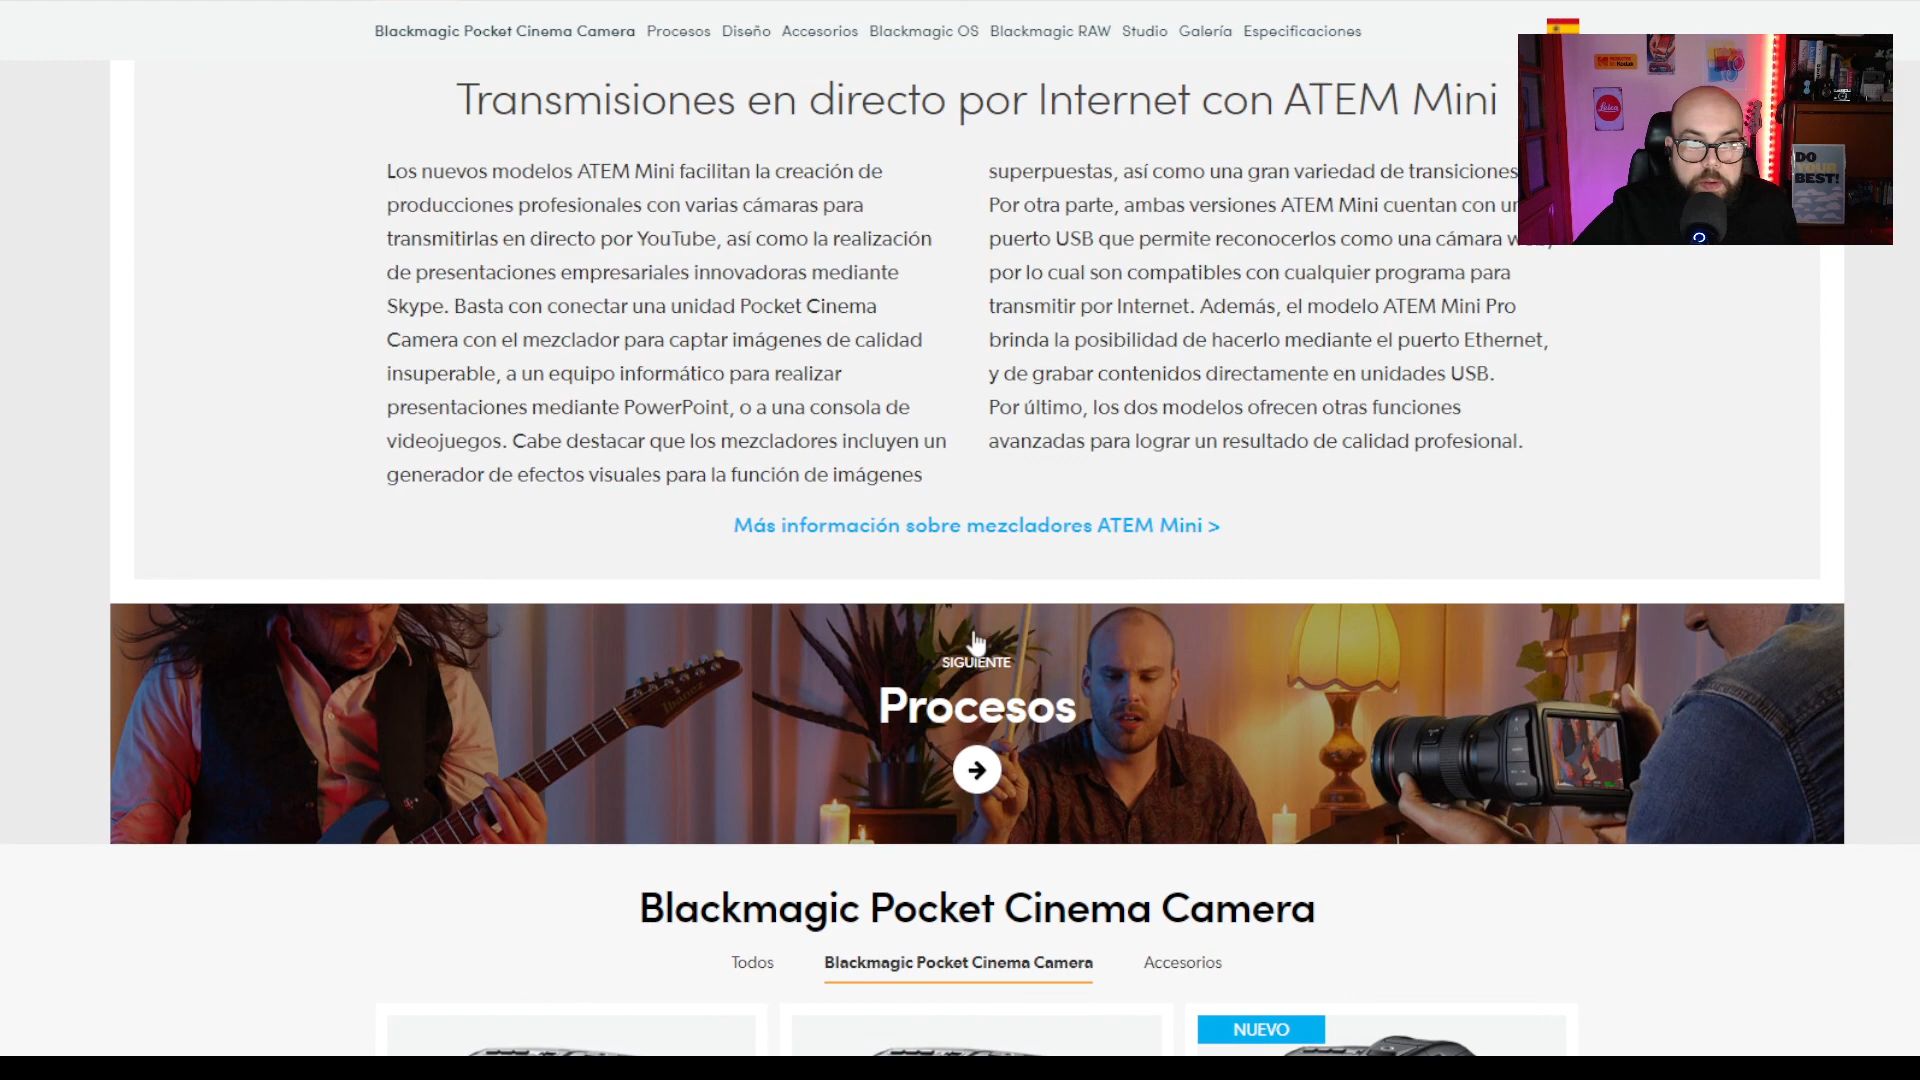 Blackmagic Pocket Cinema Camera Procesos Diseño Accesorios Blackmagic OS Blackmagic RAW Studio Galería Especificaciones
Transmisiones en directo por Internet con ATEM Mini
Los nuevos modelos ATEM Mini facilitan la creación de
producciones profesionales con varias cámaras para
transmitirlas en directo por YouTube, así como la realización
de presentaciones empresariales innovadoras mediante
Skype. Basta con conectar una unidad Pocket Cinema
Camera con el mezclador para captar imágenes de calidad
insuperable, a un equipo informático para realizar
presentaciones mediante PowerPoint, o a una consola de
videojuegos. Cabe destacar que los mezcladores incluyen un
generador de efectos visuales para la función de imágenes
superpuestas, así como una gran variedad de transiciones
Por otra parte, ambas versiones ATEM Mini cuentan con
puerto USB que permite reconocerlos como una cámara
por lo cual son compatibles con cualquier programa para
transmitir por Internet. Además, el modelo ATEM Mini Pro
brinda la posibilidad de hacerlo mediante el puerto Ethernet,
y de grabar contenidos directamente en unidades USB.
Por último, los dos modelos ofrecen otras funciones
avanzadas para lograr un resultado de calidad profesional.
Más información sobre mezcladores ATEM Mini >
Kodak
Leica
DO
YOUR
BEST!
SIGUIENTE
Procesos
Ibanez
Blackmagic Pocket Cinema Camera
Todos Blackmagic Pocket Cinema Camera Accesorios
NUEVO